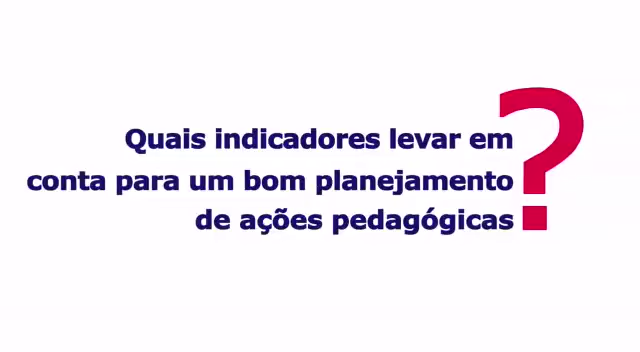 Quais indicadores levar em
conta para um bom planejamento
de ações pedagógicas?